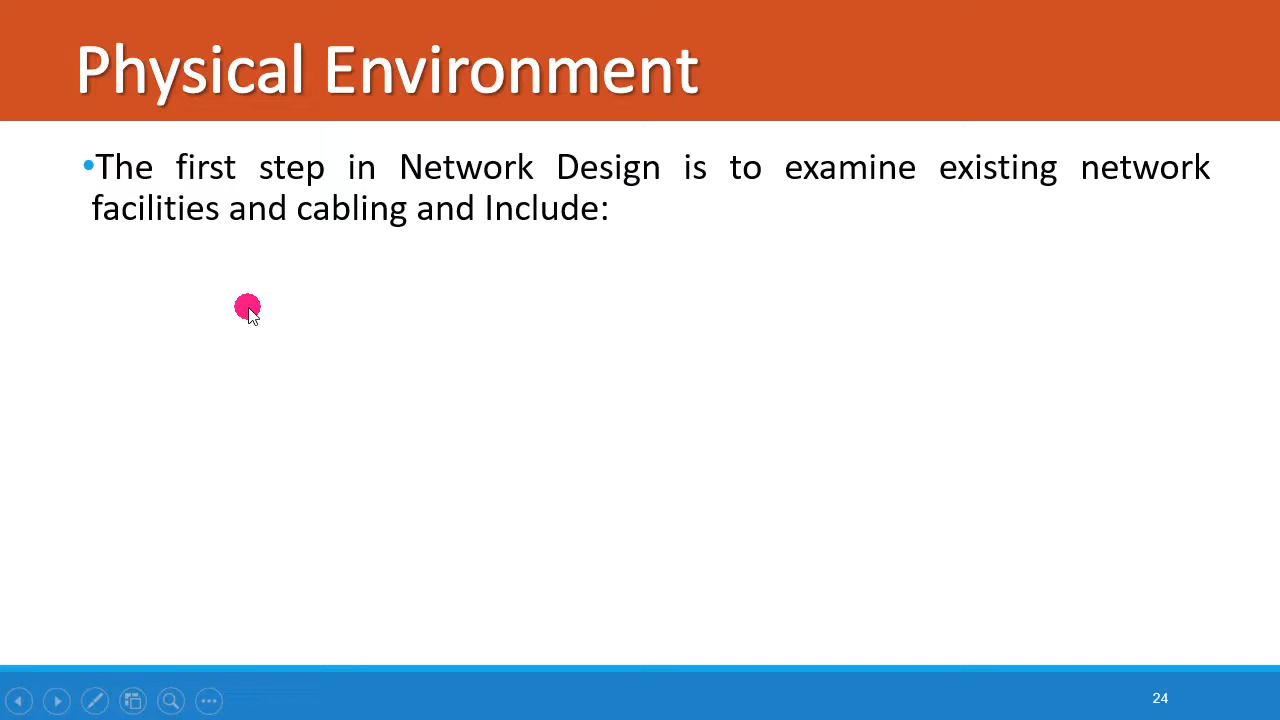 Physical Environment
•The first step in Network Design is to examine existing network
facilities and cabling and Include:
24